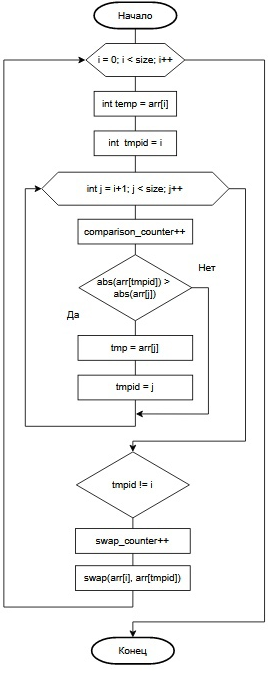 Начало
i = 0; i < size; i++
int temp = arr[i]
int tmpid = i
int j = i+1; j < size; j++
comparison_counter++
Нет
abs(arr[tmpid]) >
abs(arr[j])
Да
tmp = arr[j]
tmpid = j
tmpid != i
swap_counter++
swap(arr[i], arr[tmpid])
Конец